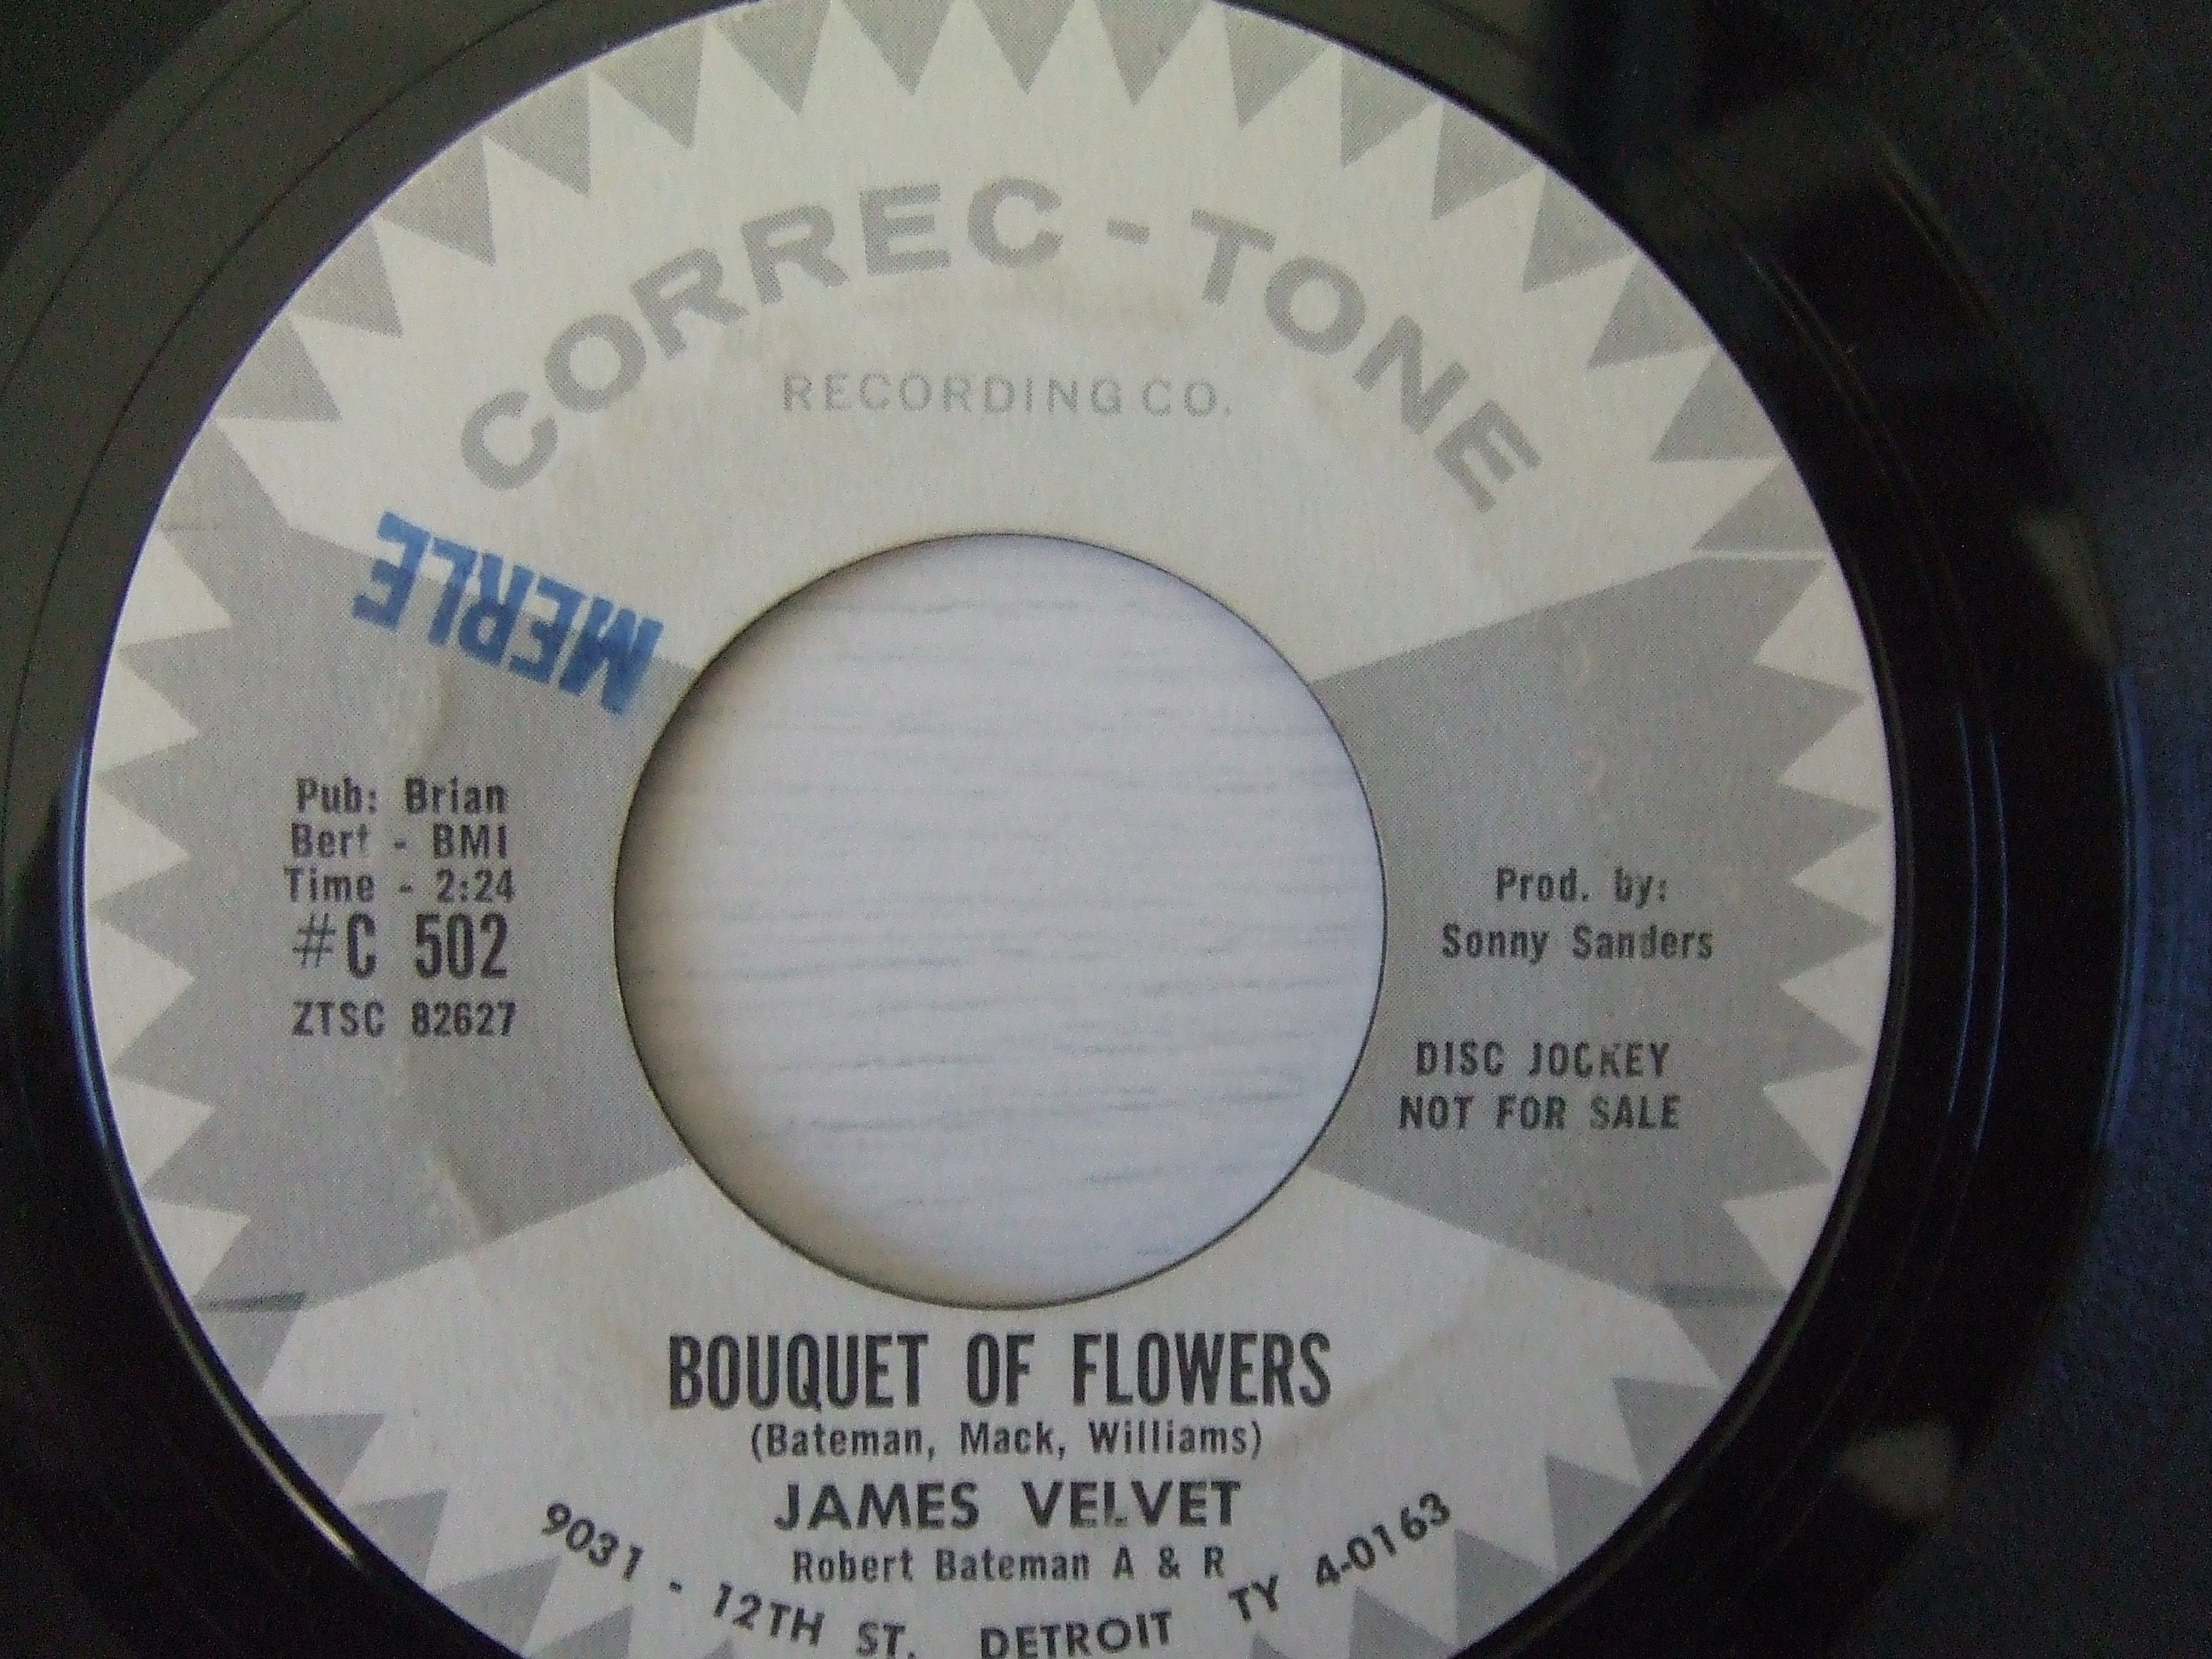 CORREC-TONE
RECORDING CO.
MERLE
Pub: Brian
Bert - BMI
Time - 2:24
#C 502
ZTSC 82627
Prod. by:
Sonny Sanders
DISC JOCKEY
NOT FOR SALE
BOUQUET OF FLOWERS
(Bateman, Mack, Williams)
JAMES VELVET
Robert Bateman A & R
9031 - 12TH ST. DETROIT TY 4-0163